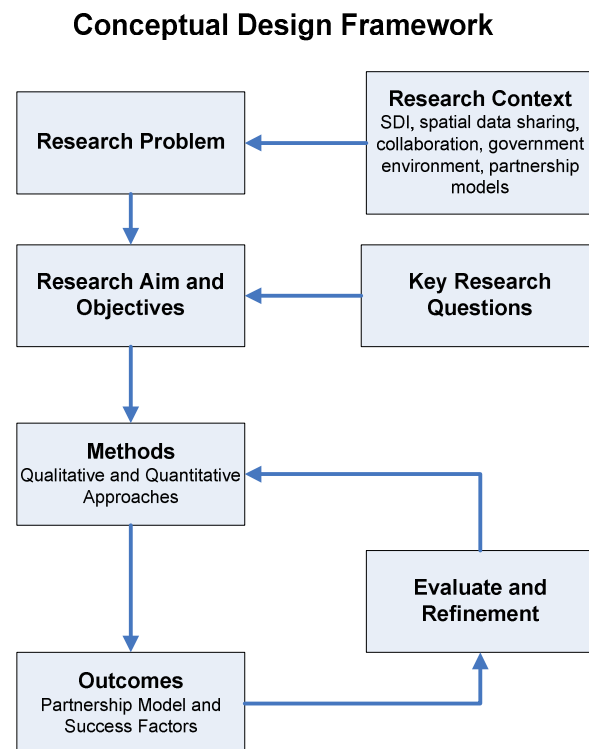 Conceptual Design Framework
Research Problem
Research Context
SDI, spatial data sharing,
collaboration, government
environment, partnership
models
Research Aim and
Objectives
Key Research
Questions
Methods
Qualitative and Quantitative
Approaches
Evaluate and
Refinement
Outcomes
Partnership Model and
Success Factors